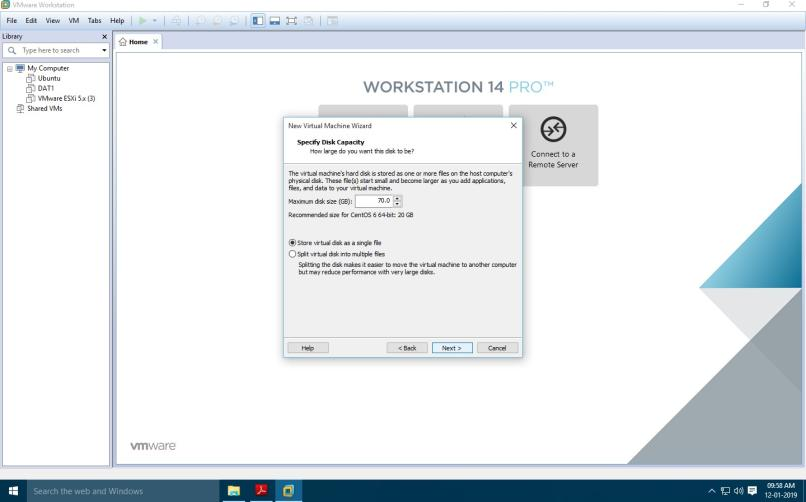 VMware Workstation
File Edit View VM Tabs Help
Library
Type here to search
My Computer
Ubuntu
DAT1
VMware ESXi 5.x (3)
Shared VMs
Home
WORKSTATION 14 PRO™
Connect to a
Remote Server
New Virtual Machine Wizard
Specify Disk Capacity
How large do you want this disk to be?
The virtual machine's hard disk is stored as one or more files on the host computer's
physical disk. These file(s) start small and become larger as you add applications,
files, and data to your virtual machine.
Maximum disk size (GB): 70.0
Recommended size for CentOS 6 64-bit: 20 GB
Store virtual disk as a single file
Split virtual disk into multiple files
Splitting the disk makes it easier to move the virtual machine to another computer
but may reduce performance with very large disks.
Help < Back Next > Cancel
vmware
Search the web and Windows
09:58 AM
12-01-2019